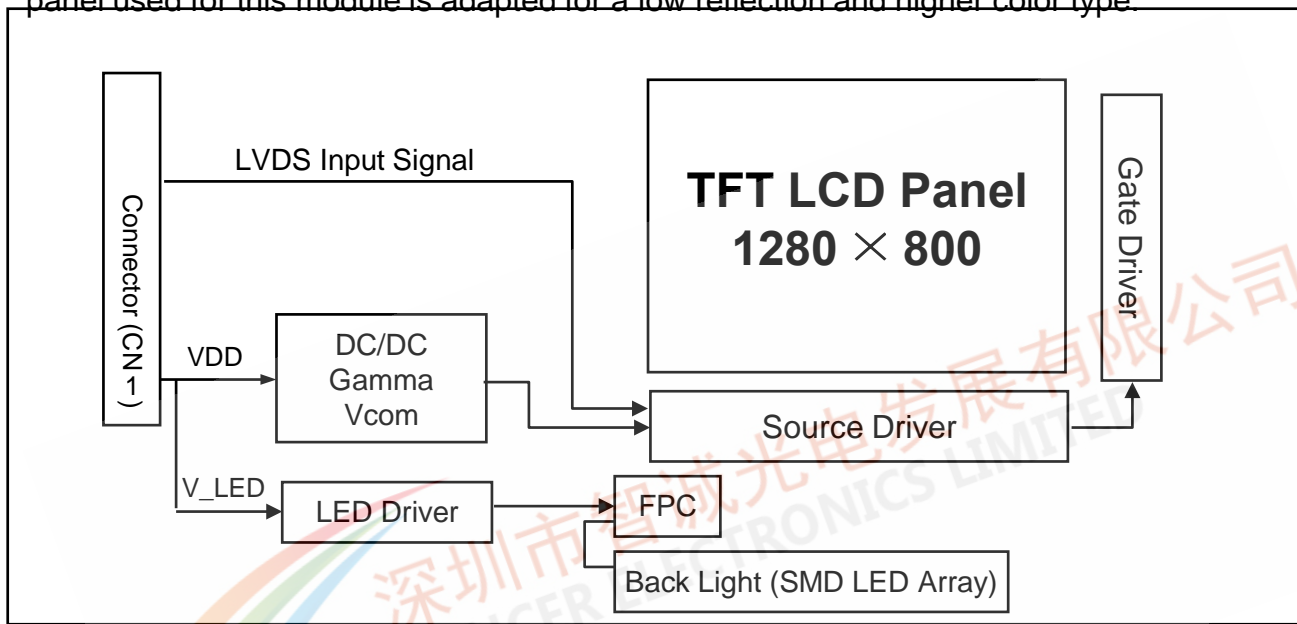 panel used for this module is adapted for a low reflection and higher color type.
LVDS Input Signal
TFT LCD Panel
1280 × 800
Gate Driver
Connector (CN1)
VDD
DC/DC
Gamma
Vcom
Source Driver
V_LED
LED Driver
FPC
Back Light (SMD LED Array)
深圳市智诚光电发展有限公司
ELECTRONICS LIMITED